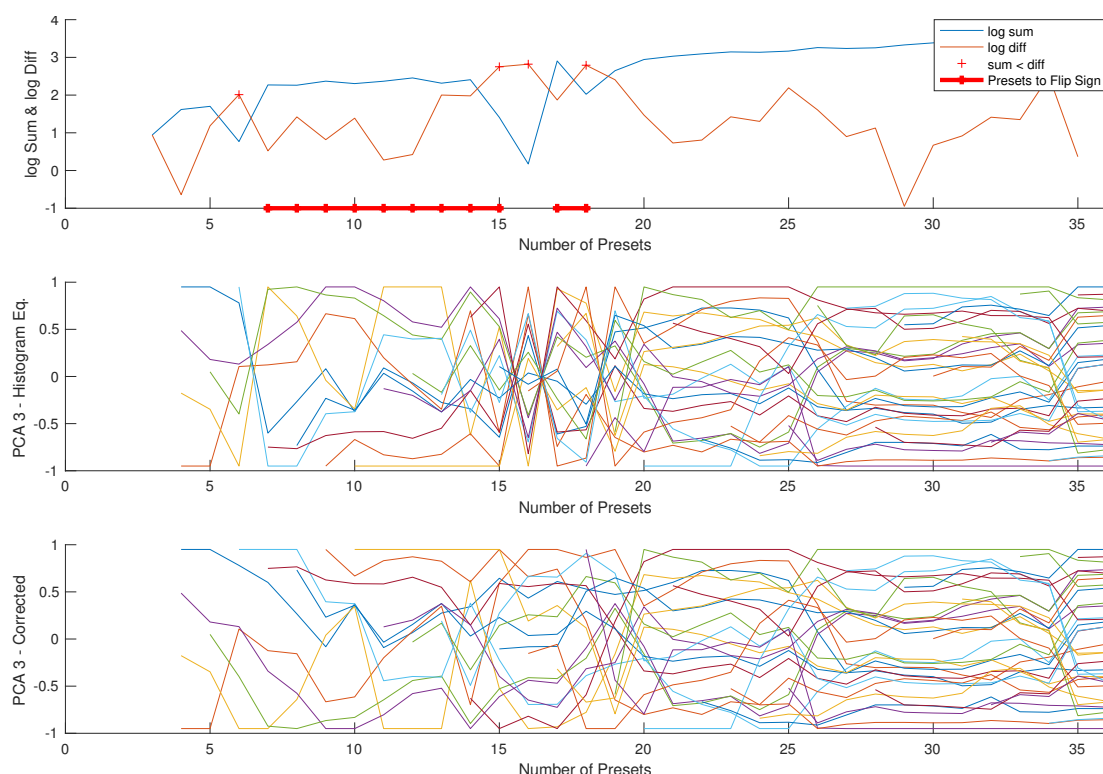 log Sum & log Diff
4
3
2
1
0
-1
0 5 10 15 20 25 30 35
Number of Presets
log sum
log diff
sum < diff
Presets to Flip Sign
PCA 3 - Histogram Eq.
1
0.5
0
-0.5
-1
0 5 10 15 20 25 30 35
Number of Presets
PCA 3 - Corrected
1
0.5
0
-0.5
-1
0 5 10 15 20 25 30 35
Number of Presets